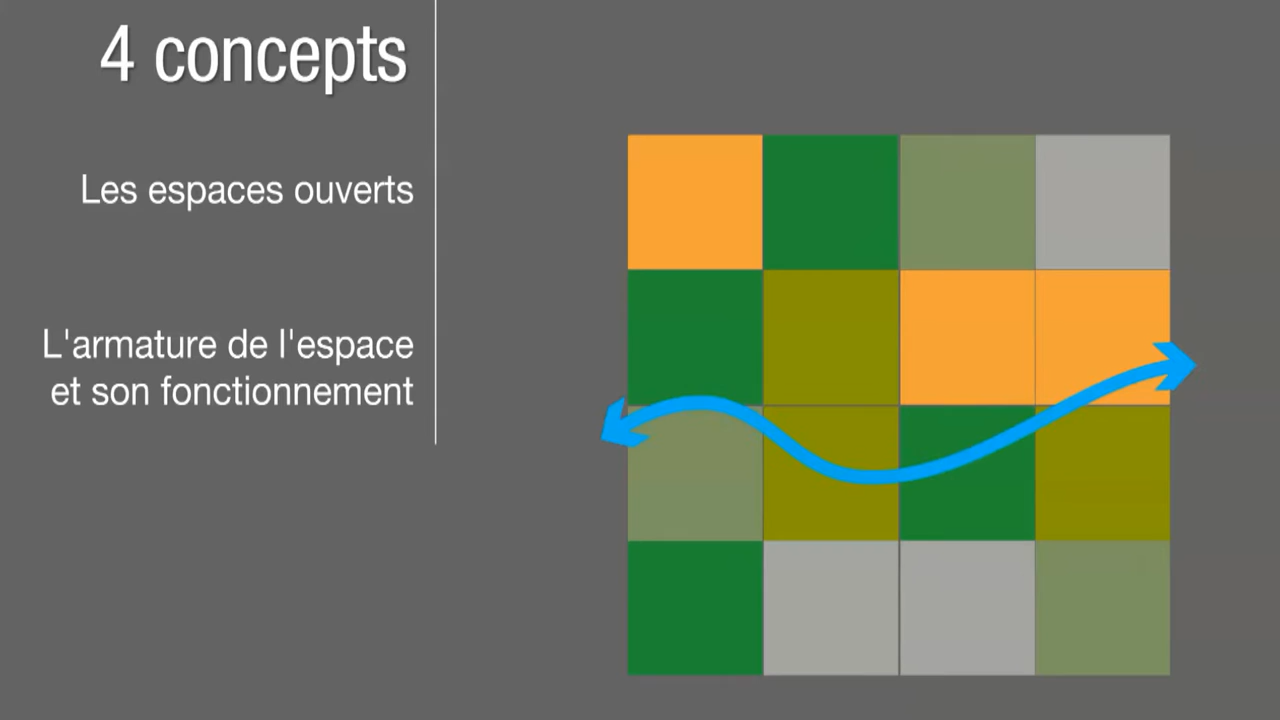 4 concepts
Les espaces ouverts
L'armature de l'espace
et son fonctionnement